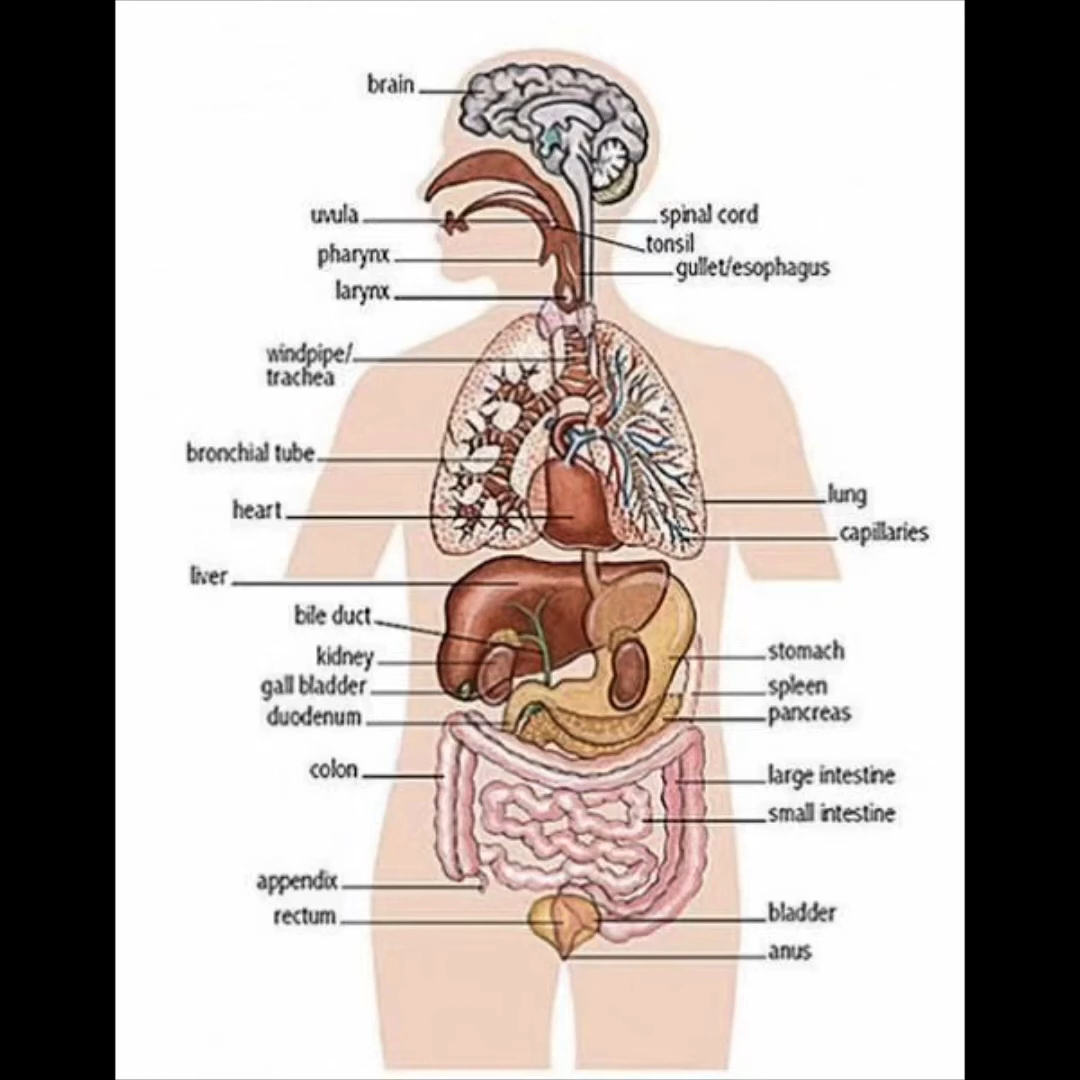 brain
uvula
spinal cord
tonsil
pharynx
gullet/esophagus
larynx
windpipe/
trachea
bronchial tube
lung
heart
capillaries
liver
bile duct
stomach
kidney
spleen
gall bladder
pancreas
duodenum
colon
large intestine
small intestine
appendix
rectum
bladder
anus